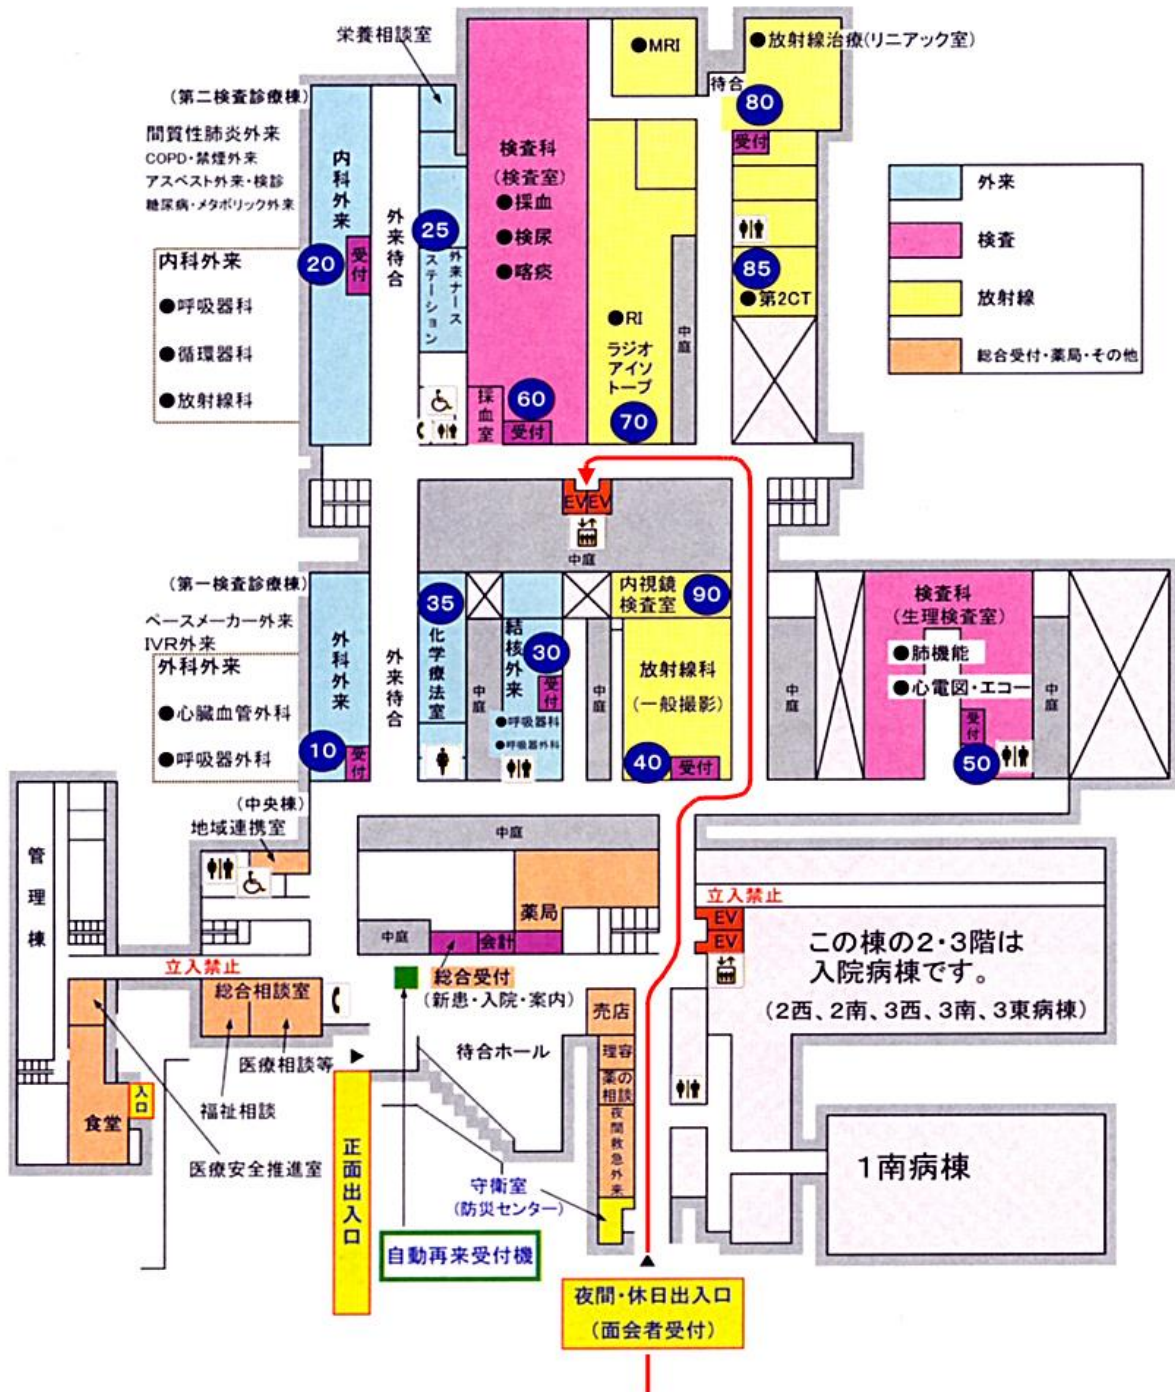 栄養相談室
●MRI
●放射線治療(リニアック室)
待合
80
受付
(第二検査診療棟)
間質性肺炎外来
COPD・禁煙外来
アスベスト外来・検診
糖尿病・メタボリック外来
内科外来
●呼吸器科
●循環器科
●放射線科
内科外来
20
受付
外来待合
25
外来ナース
ステーション
検査科
(検査室)
●採血
●検尿
●喀痰
採血室
60
受付
●RI
ラジオ
アイソ
トープ
70
中庭
85
●第2CT
外来
検査
放射線
総合受付・薬局・その他
EV EV
中庭
(第一検査診療棟)
ペースメーカー外来
IVR外来
外科外来
●心臓血管外科
●呼吸器外科
外科外来
10
受付
外来待合
35
化学療法室
中庭
結核外来
30
受付
●呼吸器科
●呼吸器外科
中庭
内視鏡
検査室
90
放射線科
(一般撮影)
40
受付
中庭
検査科
(生理検査室)
●肺機能
●心電図・エコー
受付
50
中庭
(中央棟)
地域連携室
管理棟
中庭
薬局
中庭
会計
総合受付
(新患・入院・案内)
立入禁止
EV
EV
この棟の2・3階は
入院病棟です。
(2西、2南、3西、3南、3東病棟)
立入禁止
総合相談室
医療相談等
福祉相談
医療安全推進室
食堂
入口
待合ホール
売店
理容
薬の
相談
夜間救急外来
守衛室
(防災センター)
正面出入口
自動再来受付機
1南病棟
夜間・休日出入口
(面会者受付)